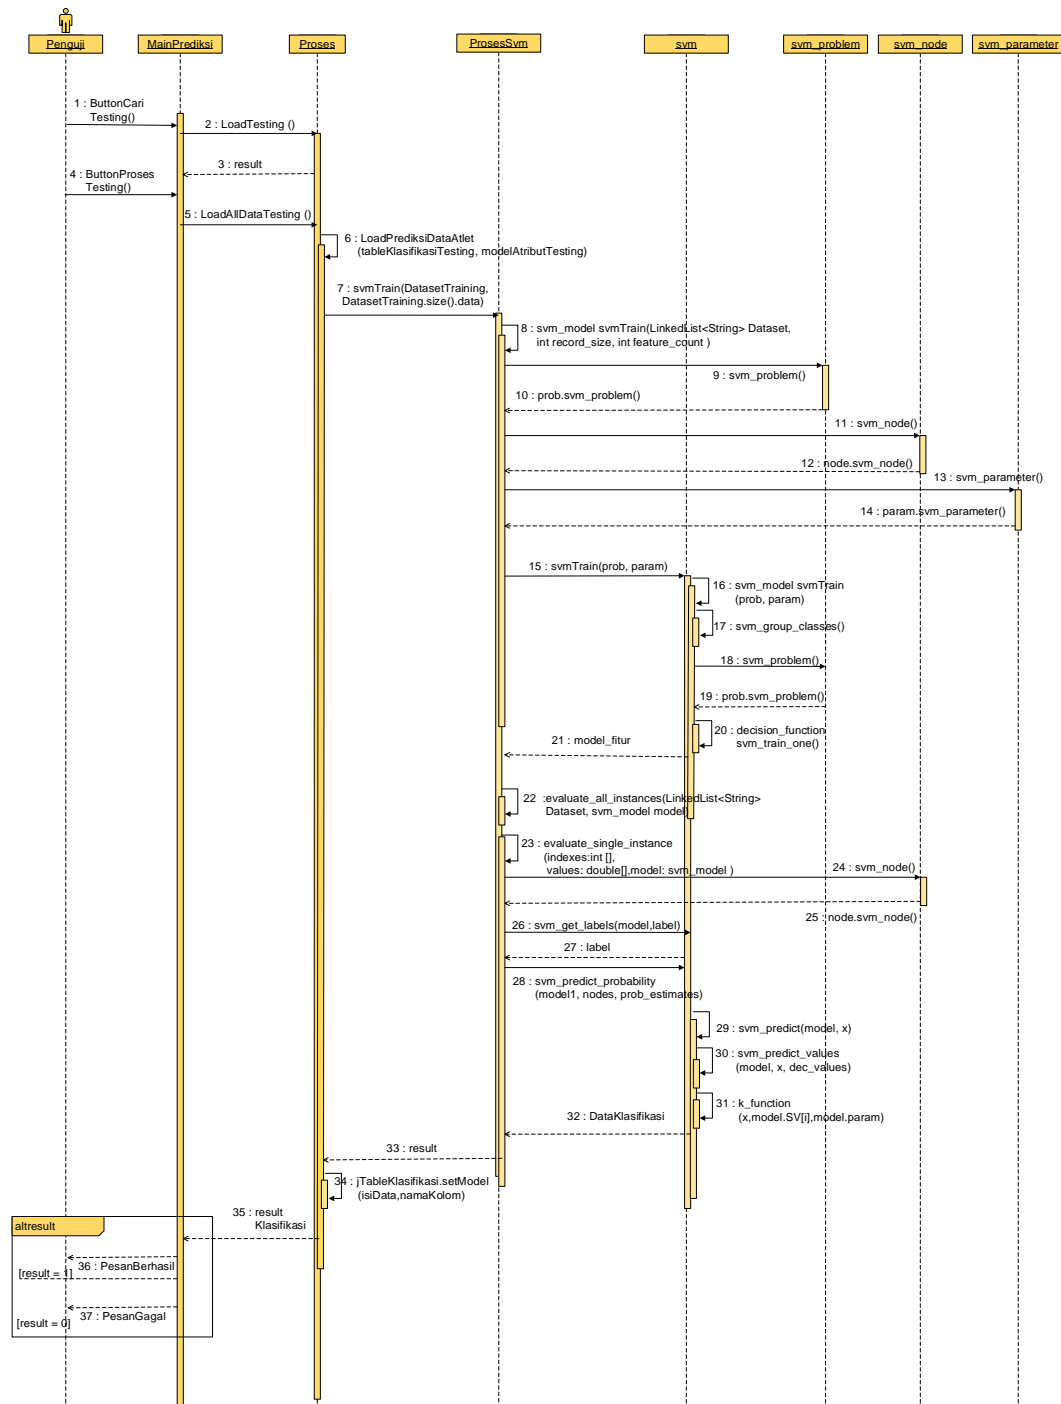 Penguji
MainPrediksi
Proses
ProsesSvm
svm
svm_problem
svm_node
svm_parameter
1 : ButtonCari
Testing()
2 : LoadTesting ()
3 : result
4 : ButtonProses
Testing()
5 : LoadAllDataTesting ()
6 : LoadPrediksiDataAtlet
(tableKlasifikasiTesting, modelAtributTesting)
7 : svmTrain(DatasetTraining,
DatasetTraining.size().data)
8 : svm_model svmTrain(LinkedList<String> Dataset,
int record_size, int feature_count )
9 : svm_problem()
10 : prob.svm_problem()
11 : svm_node()
12 : node.svm_node()
13 : svm_parameter()
14 : param.svm_parameter()
15 : svmTrain(prob, param)
16 : svm_model svmTrain
(prob, param)
17 : svm_group_classes()
18 : svm_problem()
19 : prob.svm_problem()
20 : decision_function
svm_train_one()
21 : model_fitur
22 :evaluate_all_instances(LinkedList<String>
Dataset, svm_model model)
23 : evaluate_single_instance
(indexes:int [],
values: double[],model: svm_model )
24 : svm_node()
25 : node.svm_node()
26 : svm_get_labels(model,label)
27 : label
28 : svm_predict_probability
(model1, nodes, prob_estimates)
29 : svm_predict(model, x)
30 : svm_predict_values
(model, x, dec_values)
31 : k_function
(x,model.SV[i],model.param)
32 : DataKlasifikasi
33 : result
34 : jTableKlasifikasi.setModel
(isiData,namaKolom)
35 : result
Klasifikasi
altresult
36 : PesanBerhasil
[result = 1]
37 : PesanGagal
[result = 0]